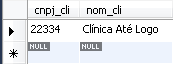 cnpj_cli nom_cli
22334 Clínica Até Logo
NULL NULL